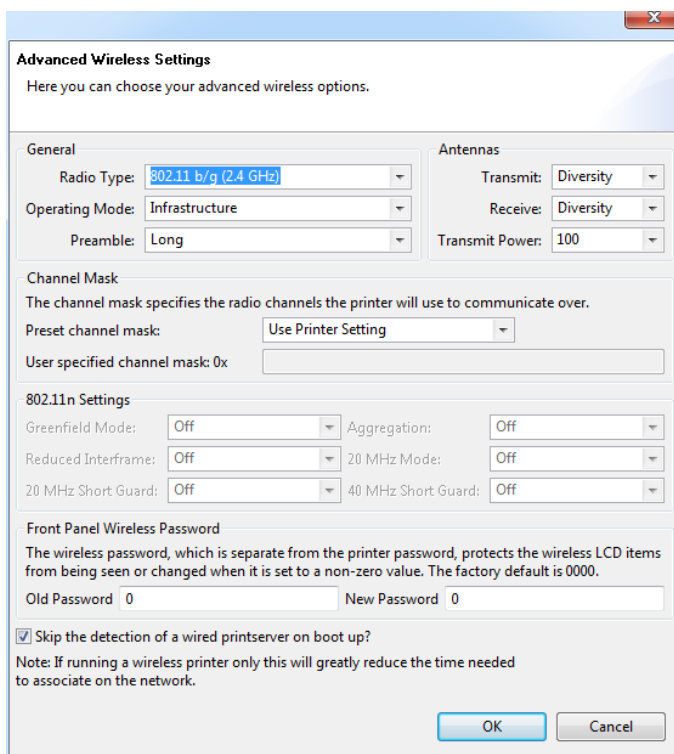 Advanced Wireless Settings
Here you can choose your advanced wireless options.
General
Radio Type: 802.11 b/g (2.4 GHz)
Operating Mode: Infrastructure
Preamble: Long
Antennas
Transmit: Diversity
Receive: Diversity
Transmit Power: 100
Channel Mask
The channel mask specifies the radio channels the printer will use to communicate over.
Preset channel mask: Use Printer Setting
User specified channel mask: 0x
802.11n Settings
Greenfield Mode: Off Aggregation: Off
Reduced Interframe: Off 20 MHz Mode: Off
20 MHz Short Guard: Off 40 MHz Short Guard: Off
Front Panel Wireless Password
The wireless password, which is separate from the printer password, protects the wireless LCD items
from being seen or changed when it is set to a non-zero value. The factory default is 0000.
Old Password 0 New Password 0
Skip the detection of a wired printserver on boot up?
Note: If running a wireless printer only this will greatly reduce the time needed
to associate on the network.
OK Cancel